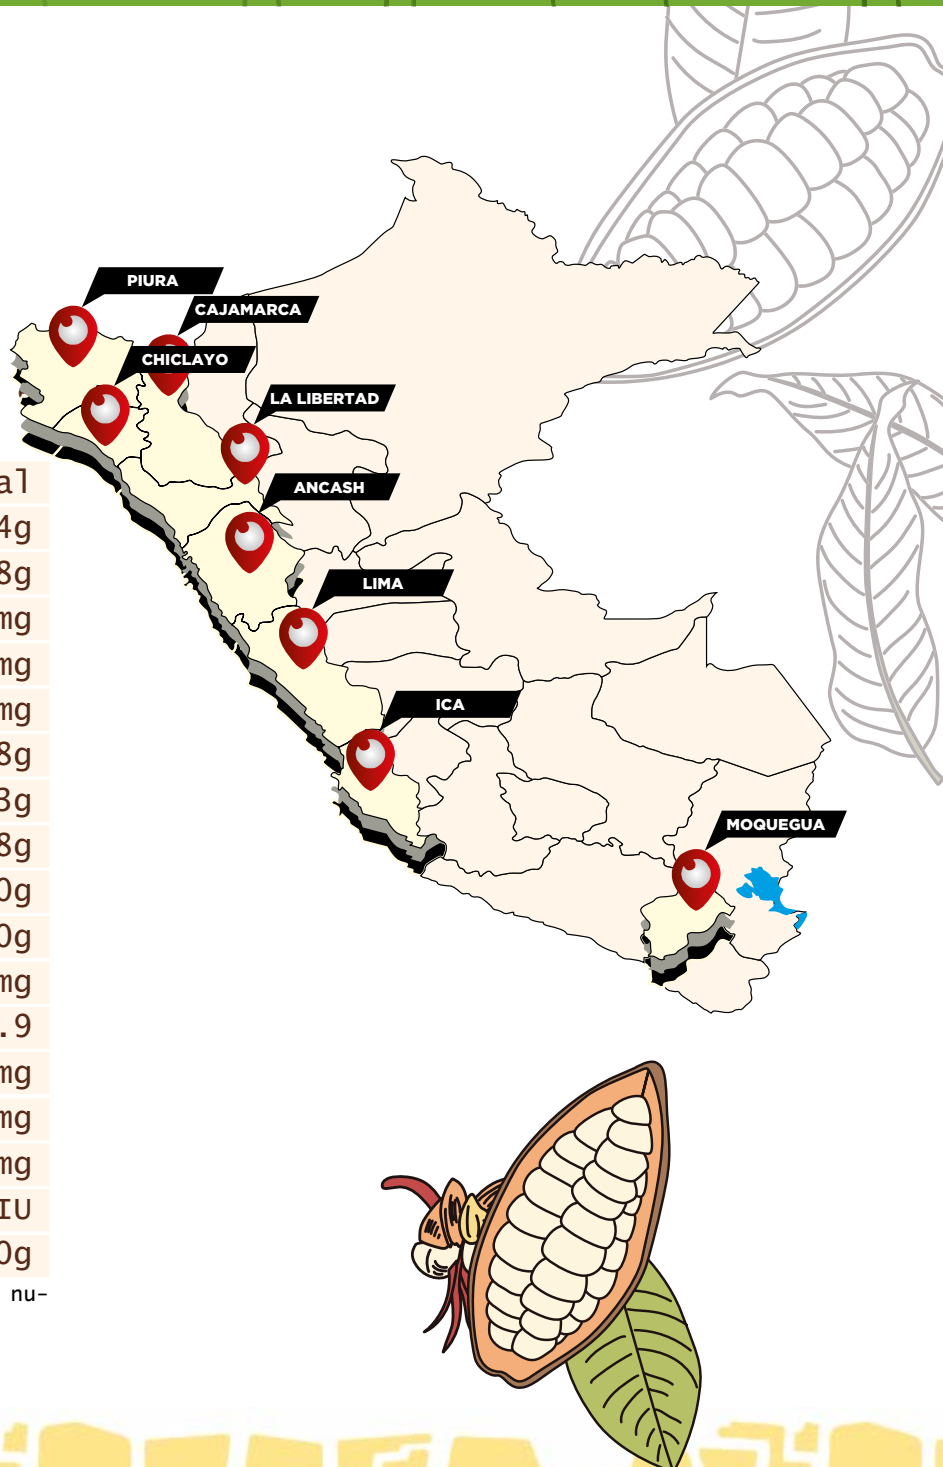 PIURA
CAJAMARCA
CHICLAYO
LA LIBERTAD
ANCASH
LIMA
ICA
MOQUEGUA
al
4g
8g
mg
mg
mg
8g
3g
8g
0g
0g
mg
.9
mg
mg
mg
IU
0g
nu-